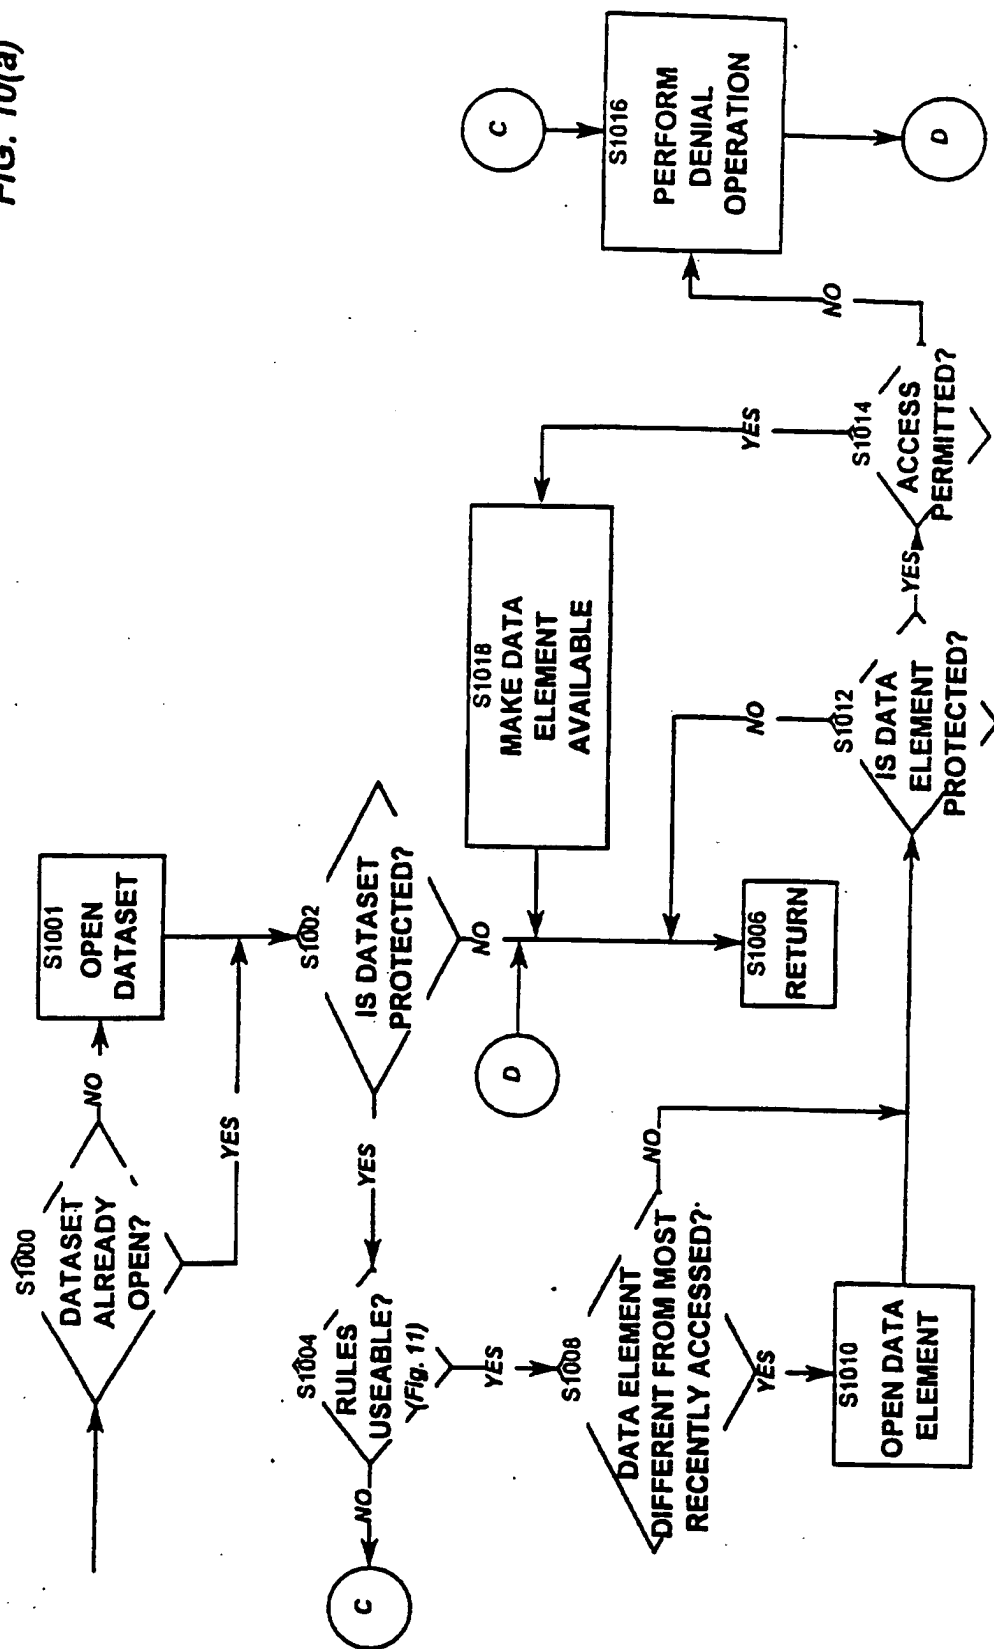 FIG. 10(a)
S1000
DATASET
ALREADY
OPEN?
NO
YES
S1001
OPEN
DATASET
S1002
IS DATASET
PROTECTED?
YES
NO
S1004
RULES
USEABLE?
(Fig. 11)
NO
C
YES
D
S1006
RETURN
S1008
DATA ELEMENT
DIFFERENT FROM MOST
RECENTLY ACCESSED?
NO
YES
S1010
OPEN DATA
ELEMENT
S1012
IS DATA
ELEMENT
PROTECTED?
NO
YES
S1014
ACCESS
PERMITTED?
YES
NO
S1018
MAKE DATA
ELEMENT
AVAILABLE
C
S1016
PERFORM
DENIAL
OPERATION
D